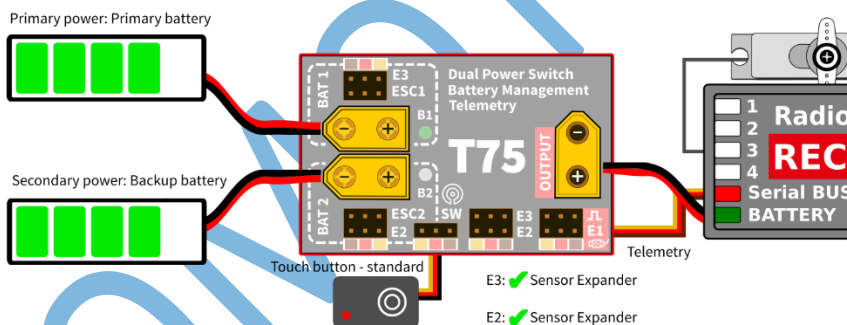 Primary power: Primary battery
BAT 1
E3
ESC1
B1
Dual Power Switch
Battery Management
Telemetry
T75
OUTPUT
1
2
3
4
Radio
REC
Serial BUS
BATTERY
Secondary power: Backup battery
BAT 2
B2
ESC2
E2
SW
E3
E2
E1
Telemetry
Touch button - standard
E3: ✔ Sensor Expander
E2: ✔ Sensor Expander